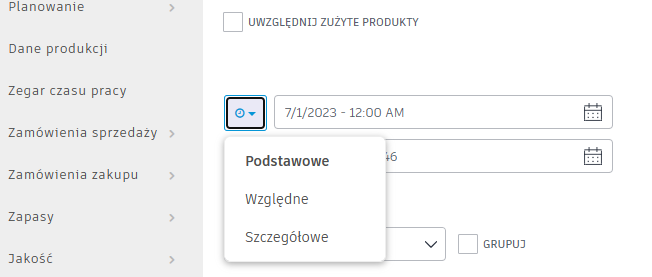 Planowanie
Dane produkcji
Zegar czasu pracy
Zamówienia sprzedaży
Zamówienia zakupu
Zapasy
Jakość
UWZGLĘDNIJ ZUŻYTE PRODUKTY
7/1/2023 - 12:00 AM
46
Podstawowe
Względne
Szczegółowe
GRUPUJ